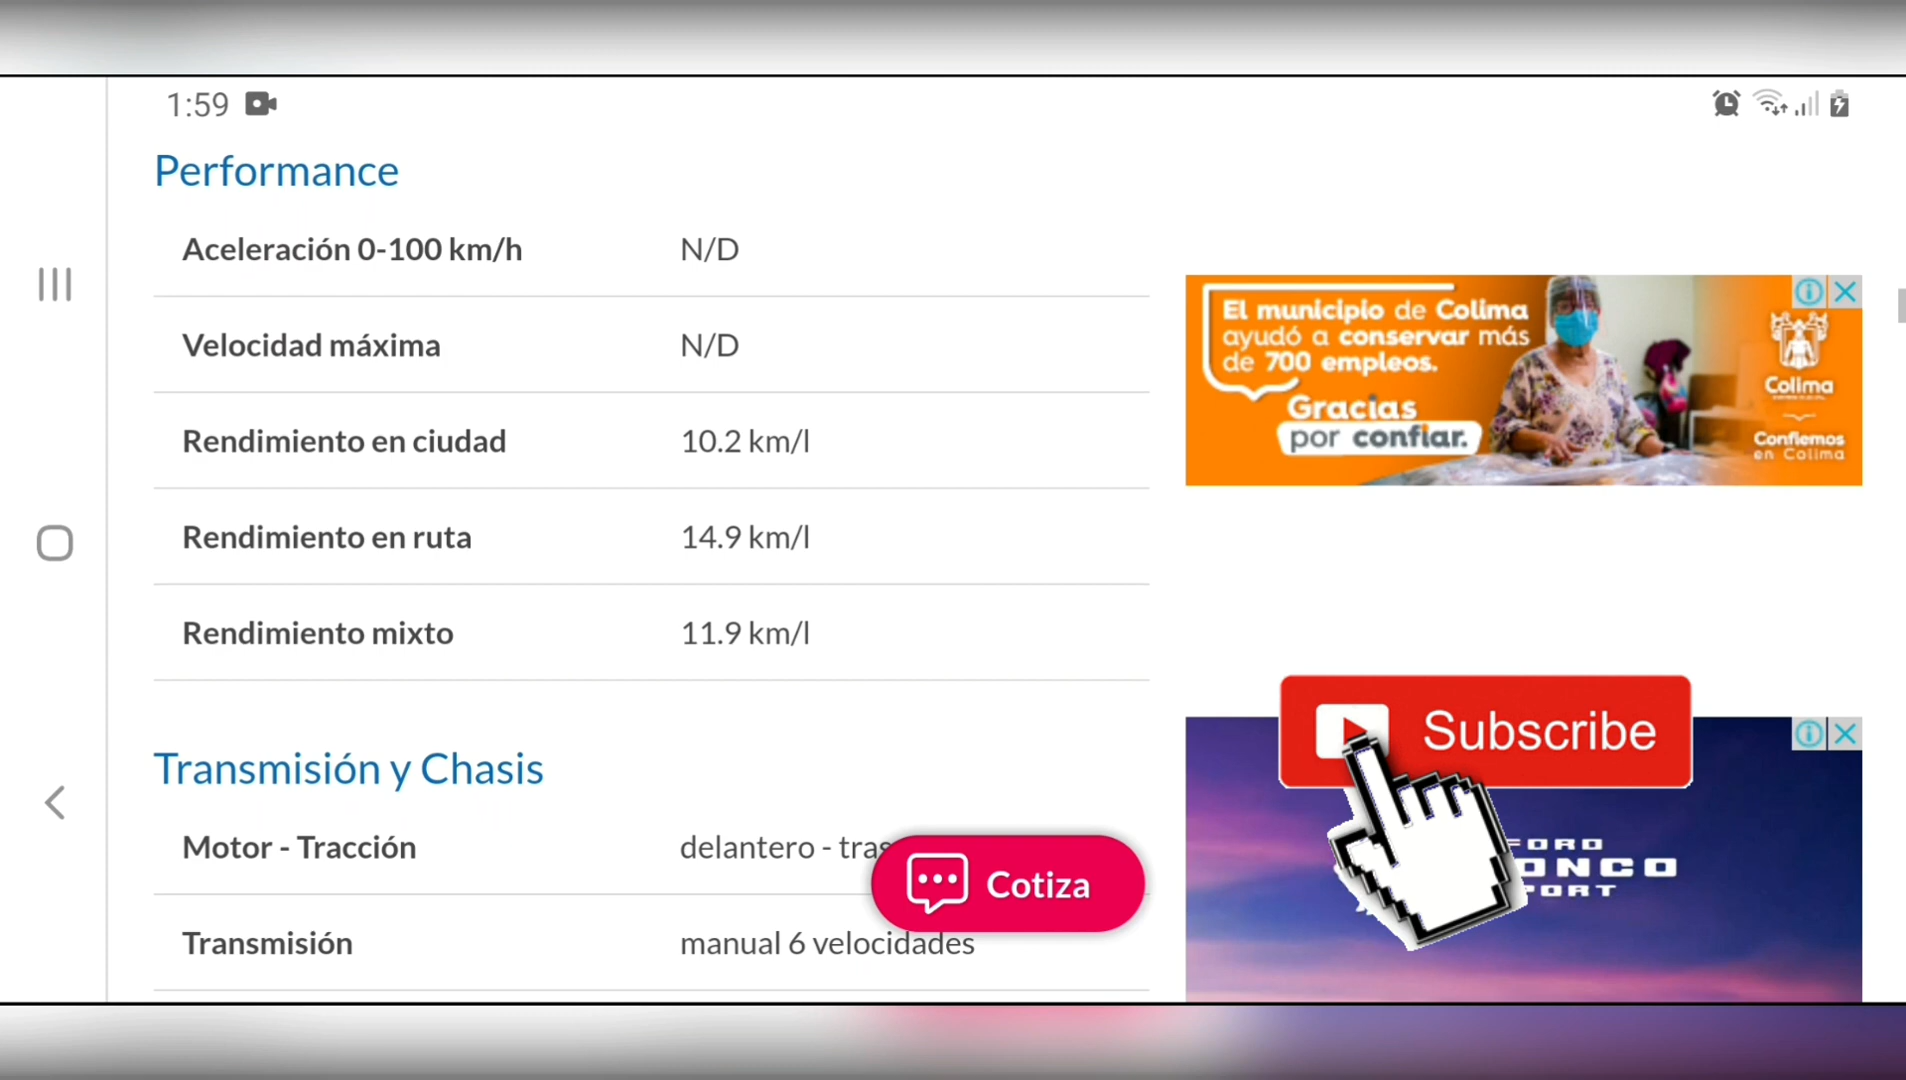 1:59
Performance
Aceleración 0-100 km/h N/D
Velocidad máxima N/D
Rendimiento en ciudad 10.2 km/l
Rendimiento en ruta 14.9 km/l
Rendimiento mixto 11.9 km/l
Transmisión y Chasis
Motor - Tracción delantero -
Transmisión manual 6 velocidades
Cotiza
El municipio de Colima
ayudó a conservar más
de 700 empleos.
Gracias
por confiar.
Colima
Confiemos
en Colima
Subscribe